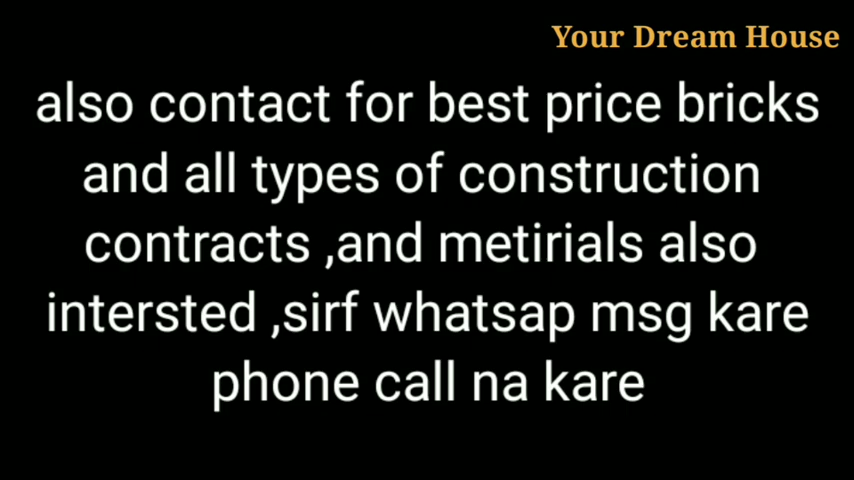 Your Dream House
also contact for best price bricks
and all types of construction
contracts ,and metirials also
intersted ,sirf whatsap msg kare
phone call na kare